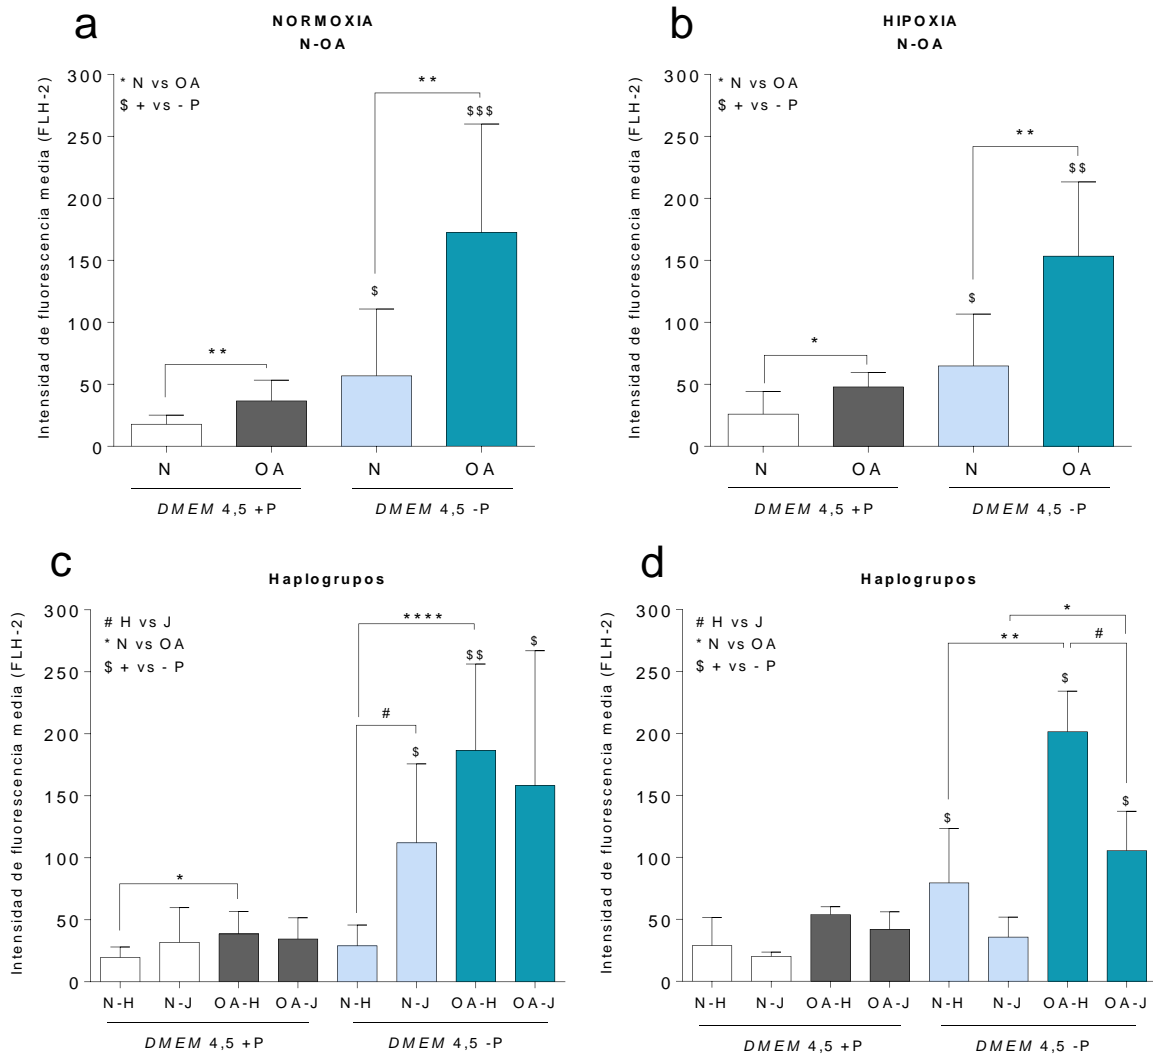 a
NORMOXIA
N-OA
* N vs OA
$ + vs - P
Intensidad de fluorescencia media (FLH-2)
300
250
200
150
100
50
0
**
$
**
$$$
N
OA
N
OA
DMEM 4,5 +P
DMEM 4,5 -P
b
HIPOXIA
N-OA
* N vs OA
$ + vs - P
Intensidad de fluorescencia media (FLH-2)
300
250
200
150
100
50
0
*
$
**
$$
N
OA
N
OA
DMEM 4,5 +P
DMEM 4,5 -P
c
Haplogrupos
# H vs J
* N vs OA
$ + vs - P
Intensidad de fluorescencia media (FLH-2)
300
250
200
150
100
50
0
*
****
#
$
$$
$
N-H
N-J
OA-H
OA-J
N-H
N-J
OA-H
OA-J
DMEM 4,5 +P
DMEM 4,5 -P
d
Haplogrupos
# H vs J
* N vs OA
$ + vs - P
Intensidad de fluorescencia media (FLH-2)
300
250
200
150
100
50
0
*
**
#
$
$
$
N-H
N-J
OA-H
OA-J
N-H
N-J
OA-H
OA-J
DMEM 4,5 +P
DMEM 4,5 -P